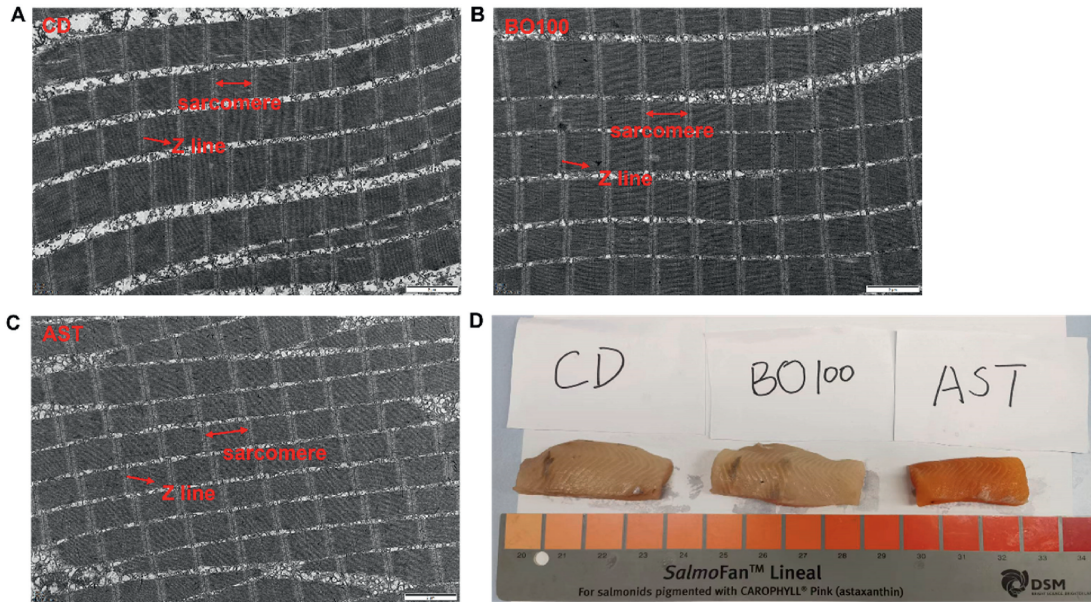 A
CD
sarcomere
Z line
B
BO100
sarcomere
Z line
C
AST
sarcomere
Z line
D
CD
BO100
AST
20 21 22 23 24 25 26 27 28 29 30 31 32 33 34
SalmoFan™ Lineal
For salmonids pigmented with CAROPHYLL® Pink (astaxanthin)
DSM